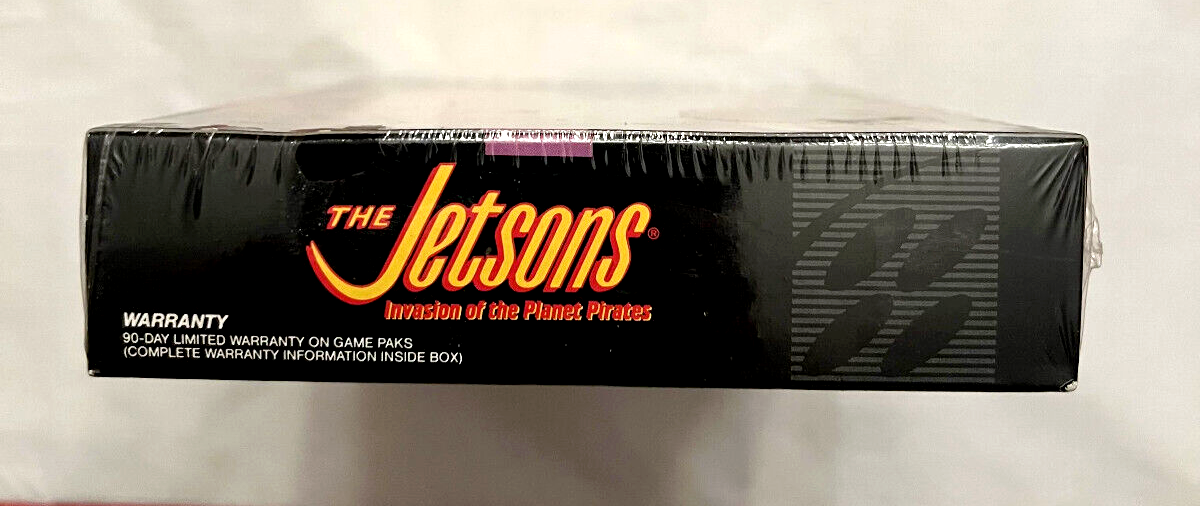 THE Jetsons®
Invasion of the Planet Pirates
WARRANTY
90-DAY LIMITED WARRANTY ON GAME PAKS
(COMPLETE WARRANTY INFORMATION INSIDE BOX)